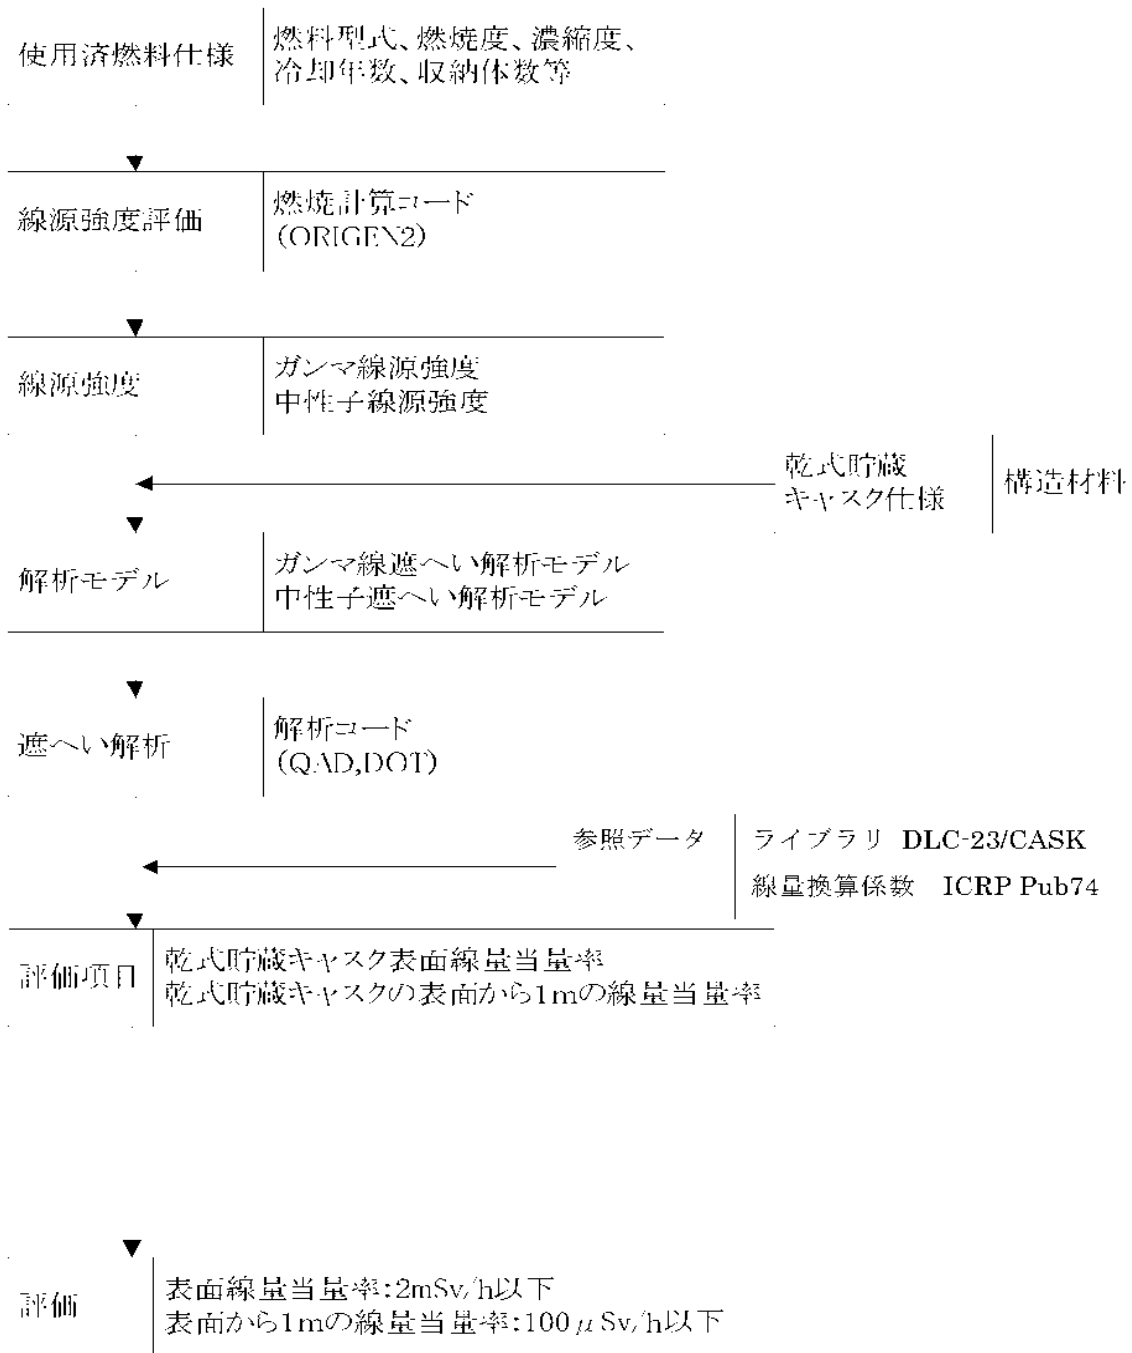 使用済燃料仕様
燃料型式、燃焼度、濃縮度、
冷却年数、収納体数等
線源強度評価
燃焼計算コード
(ORIGEN2)
線源強度
ガンマ線源強度
中性子線源強度
乾式貯蔵
キャスク仕様
構造材料
解析モデル
ガンマ線遮へい解析モデル
中性子遮へい解析モデル
遮へい解析
解析コード
(QAD,DOT)
参照データ
ライブラリ DLC-23/CASK
線量換算係数 ICRP Pub74
評価項目
乾式貯蔵キャスク表面線量当量率
乾式貯蔵キャスクの表面から1mの線量当量率
評価
表面線量当量率:2mSv/h以下
表面から1mの線量当量率:100μSv/h以下